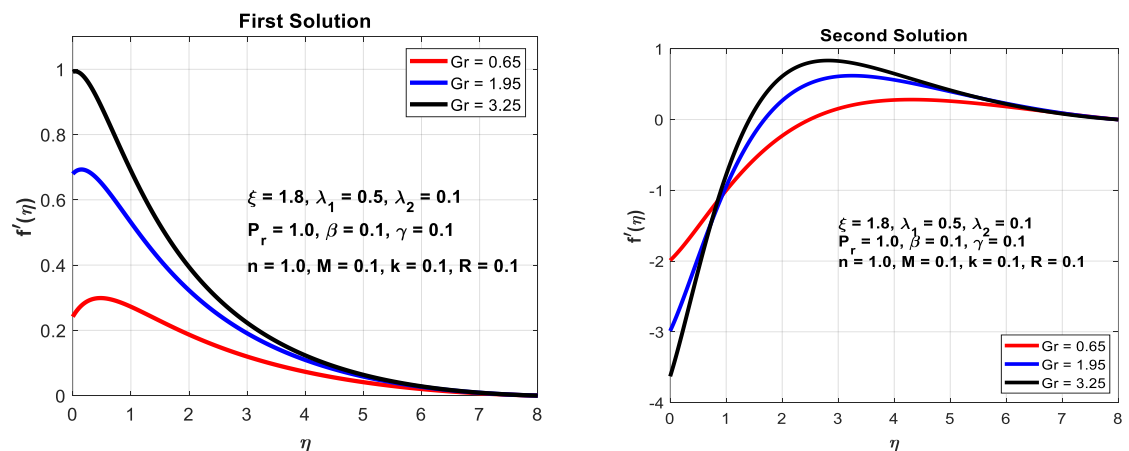 First Solution
1
0.8
0.6
0.4
0.2
0
0 1 2 3 4 5 6 7 8
f′(η)
η
Gr = 0.65
Gr = 1.95
Gr = 3.25
ξ = 1.8, λ₁ = 0.5, λ₂ = 0.1
Pᵣ = 1.0, β = 0.1, γ = 0.1
n = 1.0, M = 0.1, k = 0.1, R = 0.1
Second Solution
1
0
-1
-2
-3
-4
0 1 2 3 4 5 6 7 8
f′(η)
η
ξ = 1.8, λ₁ = 0.5, λ₂ = 0.1
Pᵣ = 1.0, β = 0.1, γ = 0.1
n = 1.0, M = 0.1, k = 0.1, R = 0.1
Gr = 0.65
Gr = 1.95
Gr = 3.25